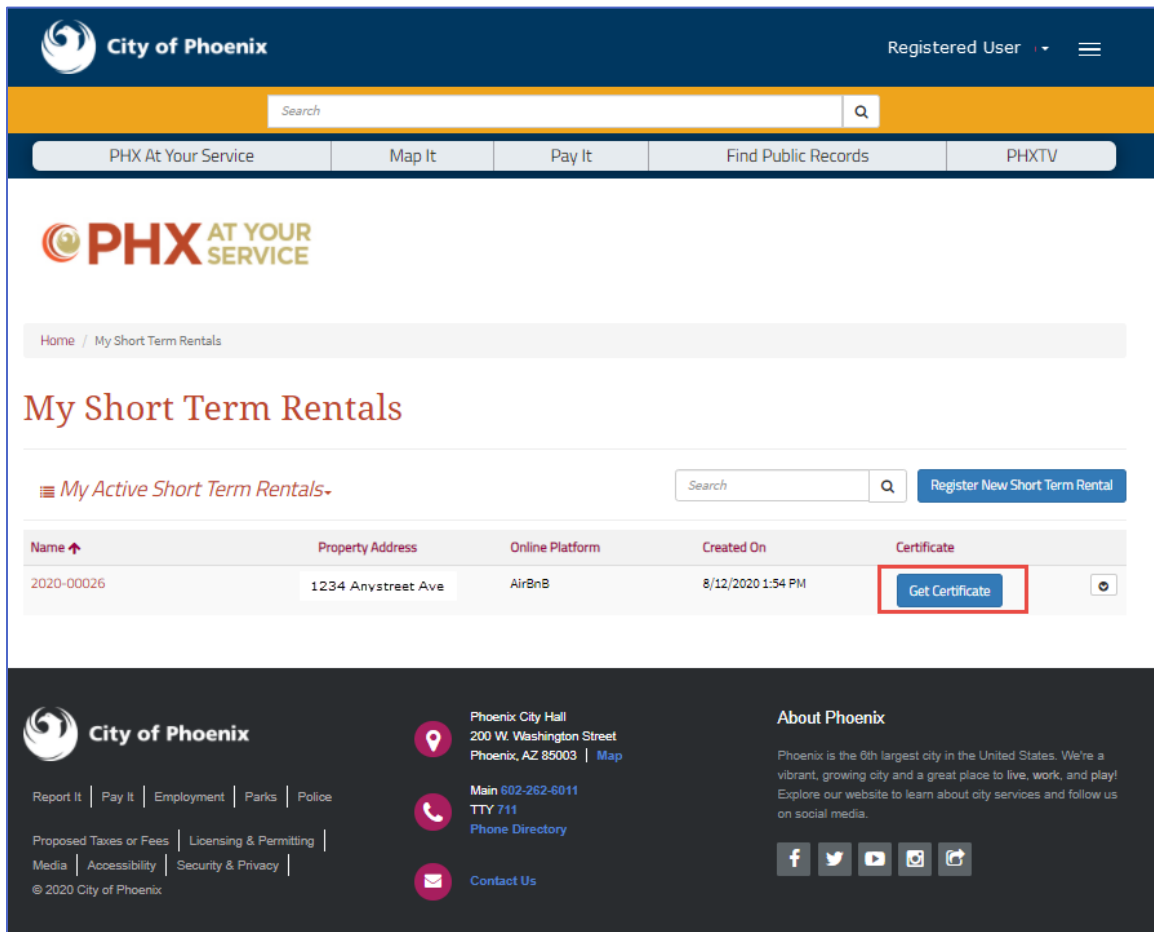 City of Phoenix
Registered User
Search
PHX At Your Service
Map It
Pay It
Find Public Records
PHXTV
PHX AT YOUR SERVICE
Home / My Short Term Rentals
My Short Term Rentals
My Active Short Term Rentals
Search
Register New Short Term Rental
Name Property Address Online Platform Created On Certificate
2020-00026 1234 Anystreet Ave AirBnB 8/12/2020 1:54 PM Get Certificate
City of Phoenix
Report It | Pay It | Employment | Parks | Police
Proposed Taxes or Fees | Licensing & Permitting |
Media | Accessibility | Security & Privacy |
© 2020 City of Phoenix
Phoenix City Hall
200 W. Washington Street
Phoenix, AZ 85003 | Map
Main 602-262-6011
TTY 711
Phone Directory
Contact Us
About Phoenix
Phoenix is the 6th largest city in the United States. We're a
vibrant, growing city and a great place to live, work, and play!
Explore our website to learn about city services and follow us
on social media.